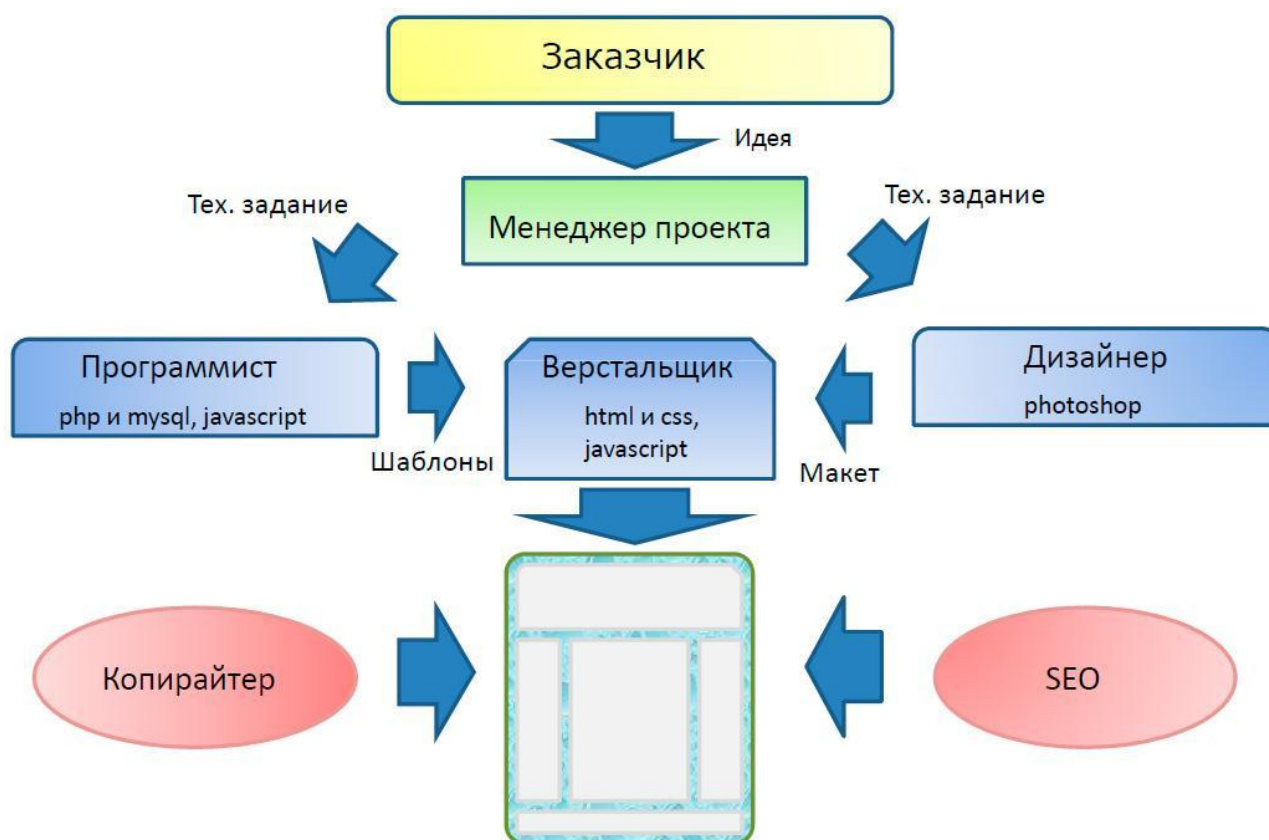 Заказчик
Идея
Тех. задание
Тех. задание
Менеджер проекта
Программист
php и mysql, javascript
Шаблоны
Верстальщик
html и css,
javascript
Дизайнер
photoshop
Макет
Копирайтер
SEO